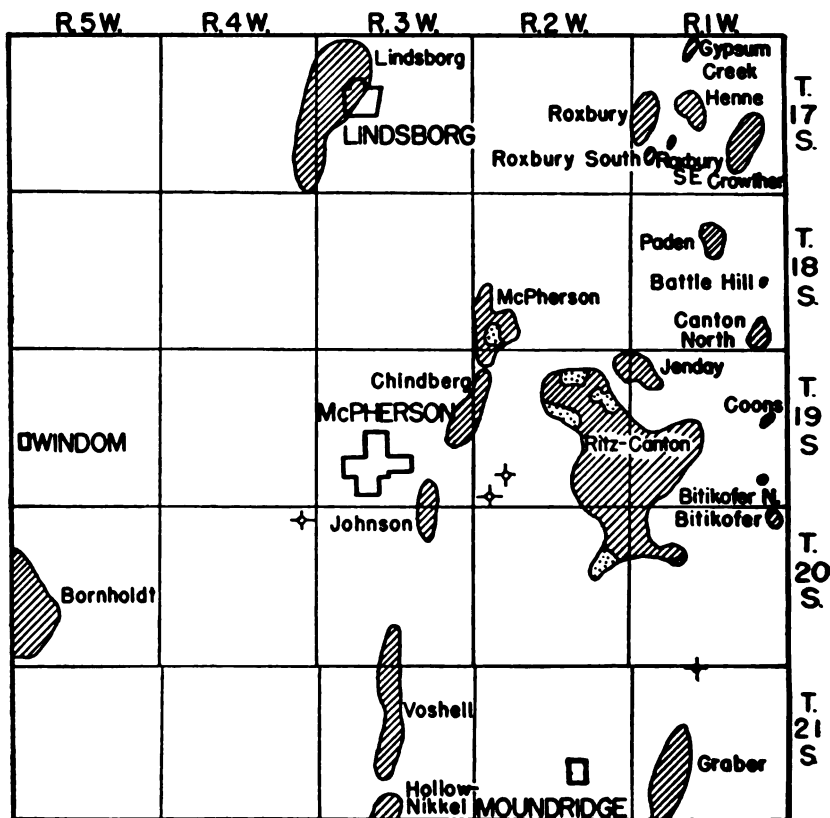 R.5W. R.4W. R.3W. R.2W. R.1W.
Lindsborg
LINDSBORG
Gypsum
Creek
Henne
Roxbury
Roxbury South
Roxbury
SE
Crowther
T.
17
S.
Paden
Battle Hill
Canton
North
McPherson
T.
18
S.
Jenday
Chindberg
McPHERSON
WINDOM
Coons
Ritz-Canton
Bitikofer N.
T.
19
S
Johnson
Bitikofer
Bornholdt
T.
20
S.
Voshell
Graber
Hollow-
Nikkel
MOUNDRIDGE
T.
21
S